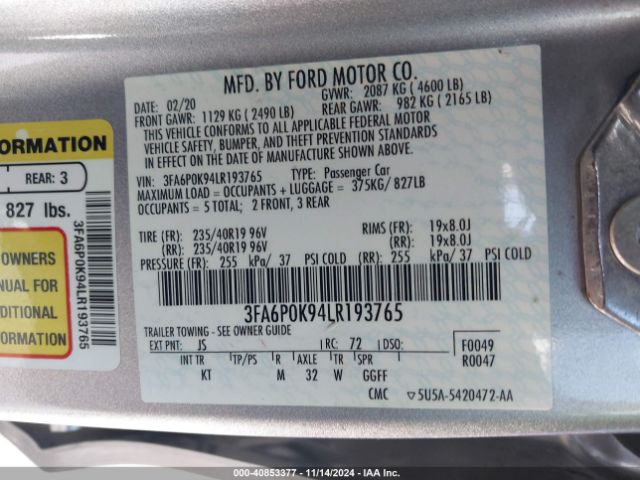 MFD. BY FORD MOTOR CO.
DATE: 02/20
GVWR: 2087 KG ( 4600 LB)
FRONT GAWR: 1129 KG ( 2490 LB)
REAR GAWR: 982 KG ( 2165 LB)
THIS VEHICLE CONFORMS TO ALL APPLICABLE FEDERAL MOTOR
VEHICLE SAFETY, BUMPER, AND THEFT PREVENTION STANDARDS
IN EFFECT ON THE DATE OF MANUFACTURE SHOWN ABOVE.
VIN: 3FA6P0K94LR193765 TYPE: Passenger Car
MAXIMUM LOAD = OCCUPANTS + LUGGAGE = 375KG/ 827LB
OCCUPANTS = 5 TOTAL; 2 FRONT, 3 REAR
TIRE (FR): 235/40R19 96V RIMS (FR): 19x8.0J
(RR): 235/40R19 96V (RR): 19x8.0J
PRESSURE (FR): 255 kPa/ 37 PSI COLD (RR): 255 kPa/ 37 PSI COLD
3FA6P0K94LR193765
TRAILER TOWING - SEE OWNER GUIDE
EXT PNT: JS RC: 72 DSO: F0049
INT TR TP/PS R AXLE TR SPR R0047
KT M 32 W GGFF
CMC ▽5U5A-5420472-AA
FORMATION
REAR: 3
827 lbs.
OWNERS
NUAL FOR
DITIONAL
ORMATION
3FA6P0K94LR193765
000-40853377 - 11/14/2024 - IAA Inc.